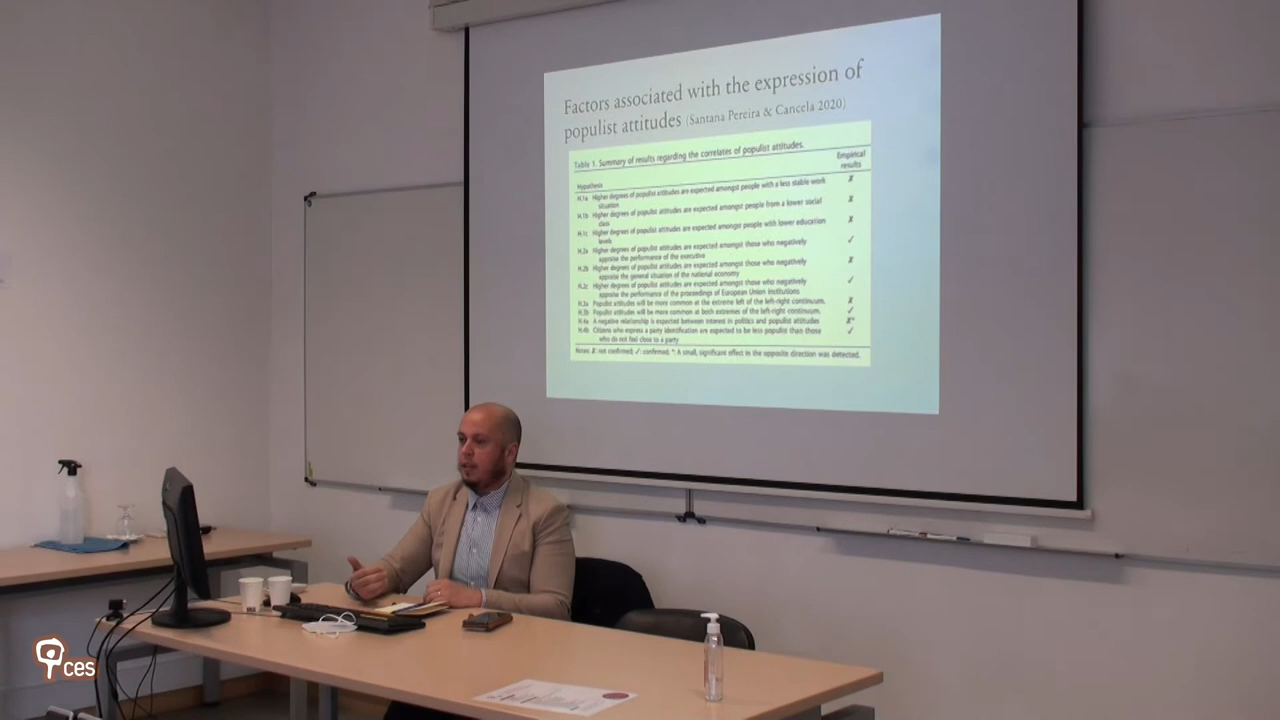 Factors associated with the expression of
populist attitudes (Santana Pereira & Cancela 2020)
Table 1. Summary of results regarding the correlates of populist attitudes.
Hypothesis
Empirical
results
H.1a Higher degrees of populist attitudes are expected amongst people with a less stable work
situation ✗
H.1b Higher degrees of populist attitudes are expected amongst people from a lower social
class ✗
H.1c Higher degrees of populist attitudes are expected amongst people with lower education
levels ✗
H.2a Higher degrees of populist attitudes are expected amongst those who negatively
appraise the performance of the executive ✓
H.2b Higher degrees of populist attitudes are expected amongst those who negatively
appraise the general situation of the national economy ✗
H.2c Higher degrees of populist attitudes are expected amongst those who negatively
appraise the performance of the proceedings of European Union institutions ✓
H.3a Populist attitudes will be more common at the extreme left of the left-right continuum. ✗
H.3b Populist attitudes will be more common at both extremes of the left-right continuum. ✓
H.4a A negative relationship is expected between interest in politics and populist attitudes ✗*
H.4b Citizens who express a party identification are expected to be less populist than those
who do not feel close to a party ✓
Notes: ✗: not confirmed; ✓: confirmed; *: A small, significant effect in the opposite direction was detected.
ces